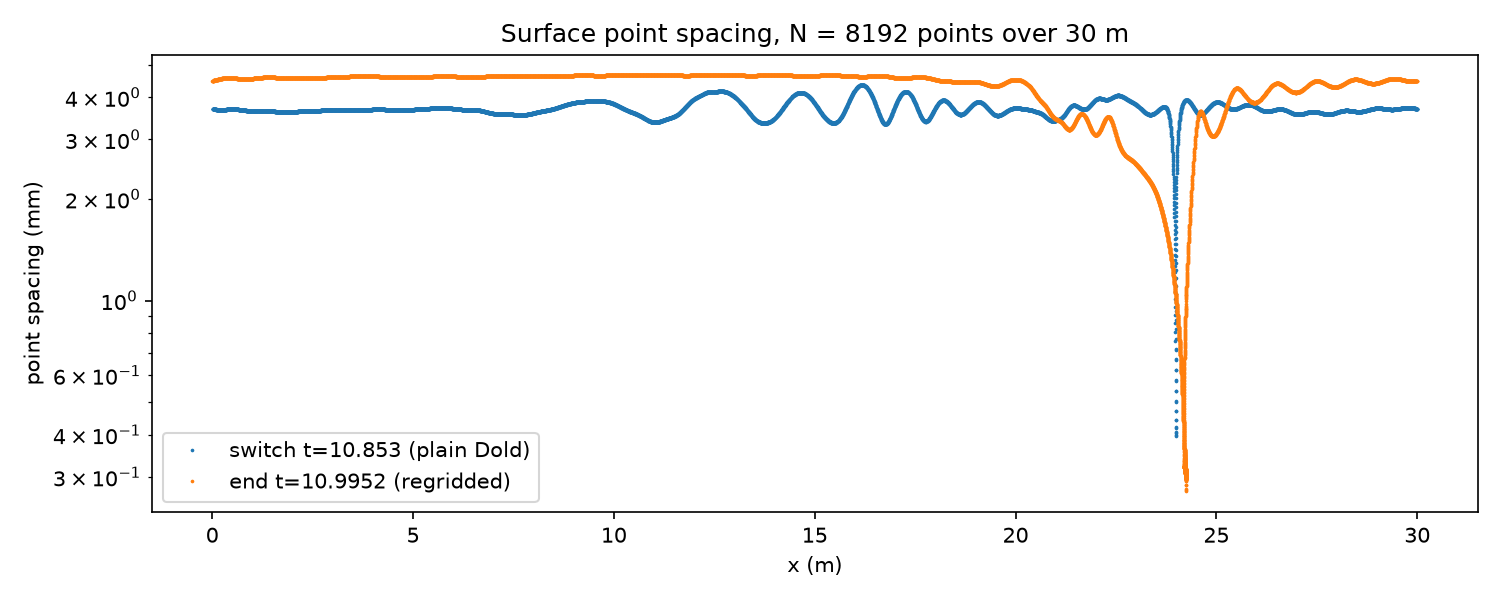 Surface point spacing, N = 8192 points over 30 m
point spacing (mm)
4 × 10⁰
3 × 10⁰
2 × 10⁰
10⁰
6 × 10⁻¹
4 × 10⁻¹
3 × 10⁻¹
switch t=10.853 (plain Dold)
end t=10.9952 (regridded)
0 5 10 15 20 25 30
x (m)